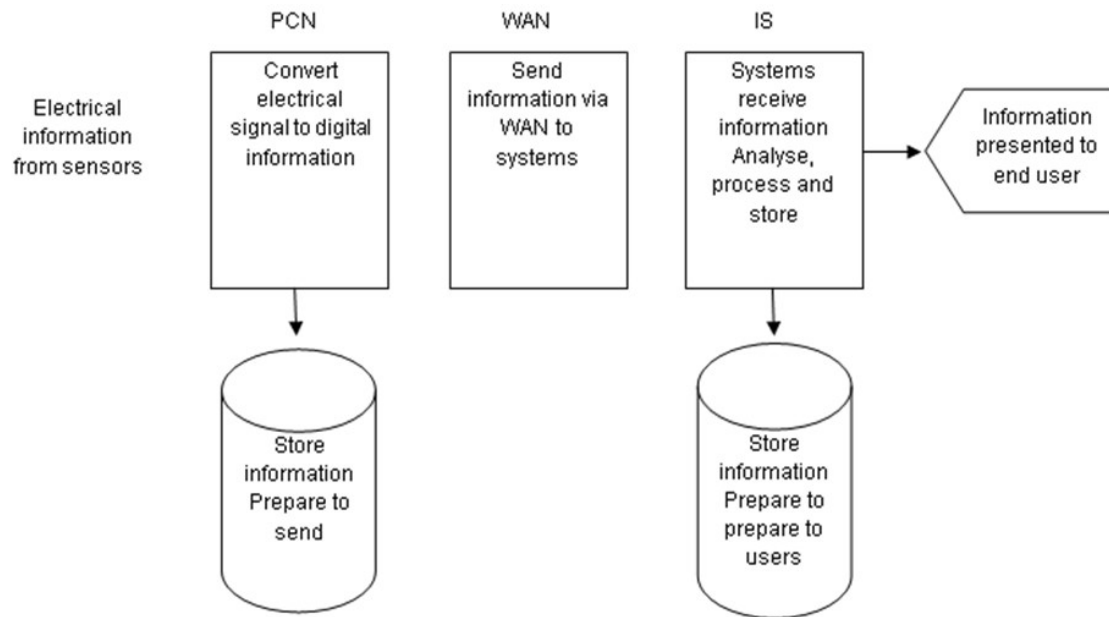 PCN
WAN
IS
Electrical
information
from sensors
Convert
electrical
signal to digital
information
Send
information via
WAN to
systems
Systems
receive
information
Analyse,
process and
store
Information
presented to
end user
Store
information
Prepare to
send
Store
information
Prepare to
prepare to
users